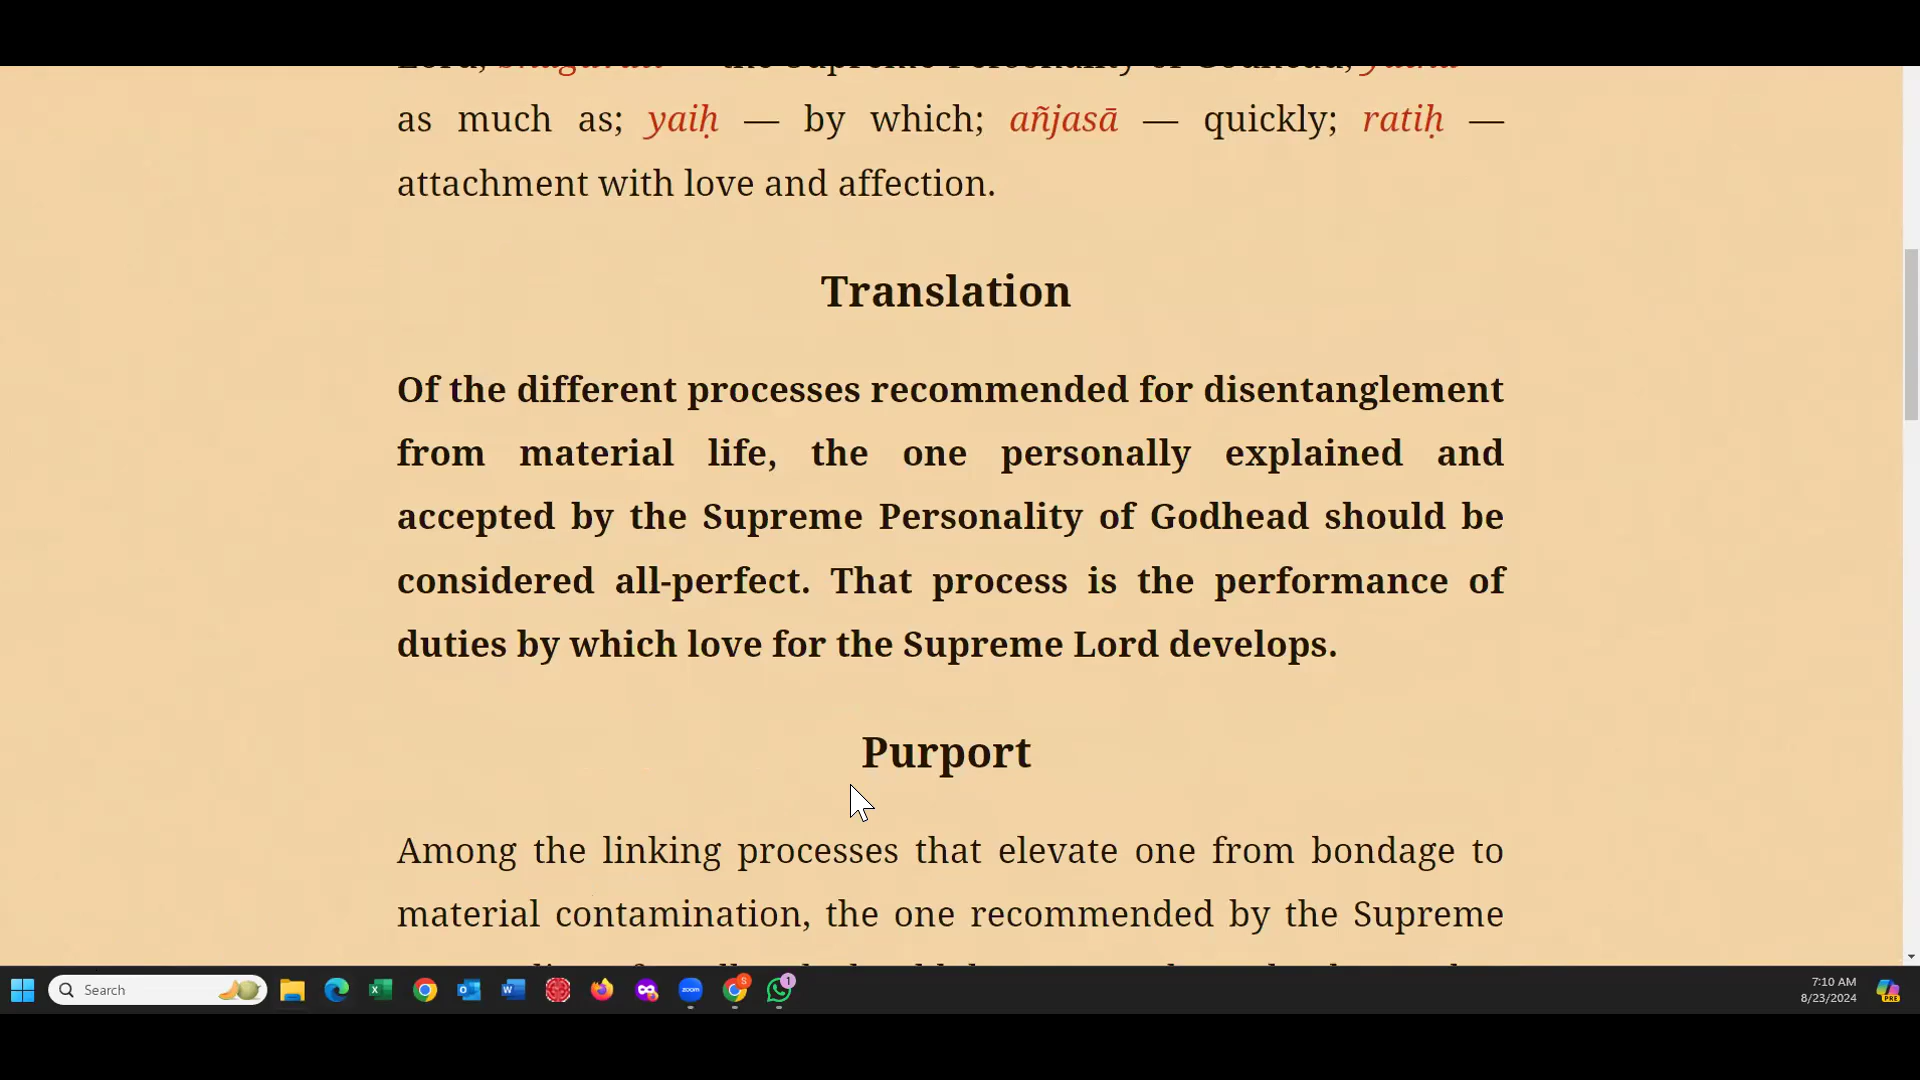 as much as; yaiḥ — by which; añjasā — quickly; ratiḥ —
attachment with love and affection.
Translation
Of the different processes recommended for disentanglement
from material life, the one personally explained and
accepted by the Supreme Personality of Godhead should be
considered all-perfect. That process is the performance of
duties by which love for the Supreme Lord develops.
Purport
Among the linking processes that elevate one from bondage to
material contamination, the one recommended by the Supreme
Search
zoom
S
1
7:10 AM
8/23/2024
PRE